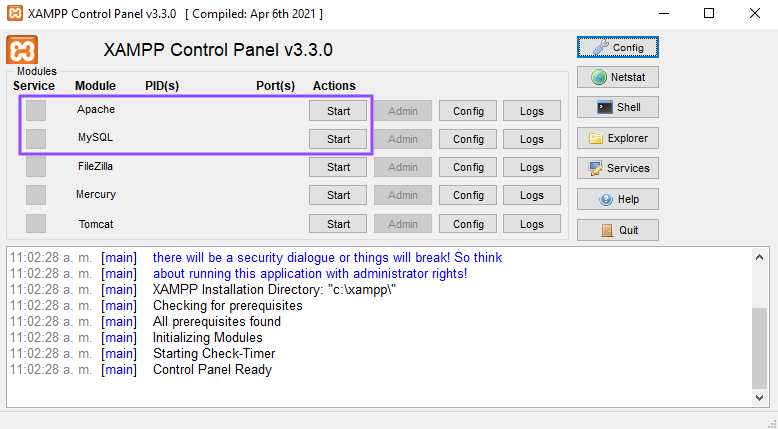 XAMPP Control Panel v3.3.0 [ Compiled: Apr 6th 2021 ]
XAMPP Control Panel v3.3.0
Config
Modules
Service Module PID(s) Port(s) Actions
Netstat
Apache Start Admin Config Logs
Shell
MySQL Start Admin Config Logs
Explorer
FileZilla Start Admin Config Logs
Services
Mercury Start Admin Config Logs
Help
Tomcat Start Admin Config Logs
Quit
11:02:28 a. m. [main] there will be a security dialogue or things will break! So think
11:02:28 a. m. [main] about running this application with administrator rights!
11:02:28 a. m. [main] XAMPP Installation Directory: "c:\xampp\"
11:02:28 a. m. [main] Checking for prerequisites
11:02:28 a. m. [main] All prerequisites found
11:02:28 a. m. [main] Initializing Modules
11:02:28 a. m. [main] Starting Check-Timer
11:02:28 a. m. [main] Control Panel Ready